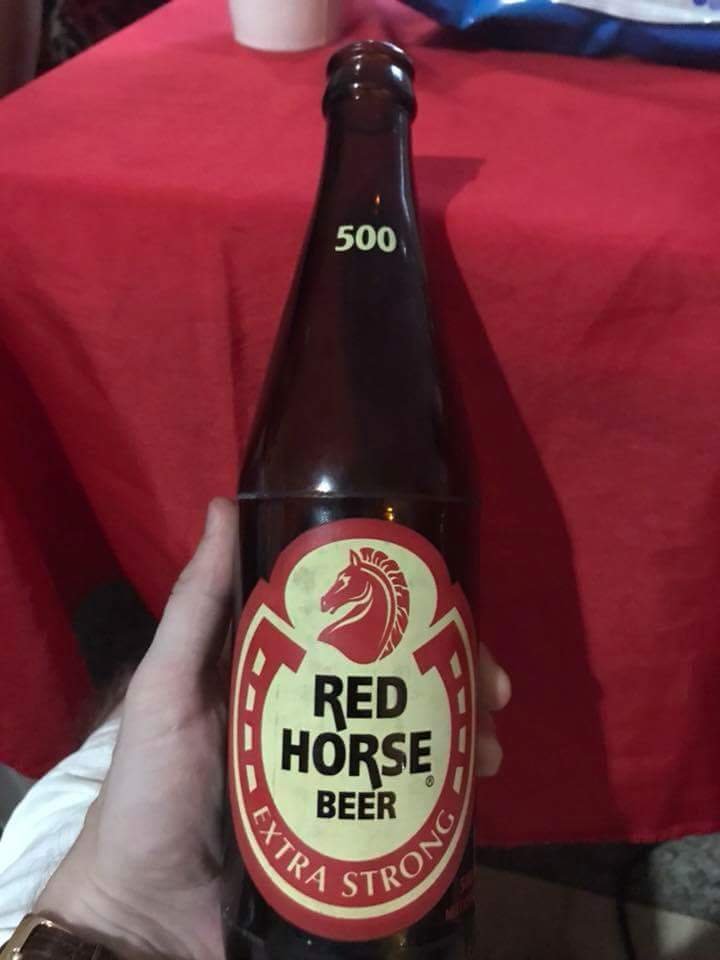 500
RED
HORSE
BEER
®
EXTRA STRONG